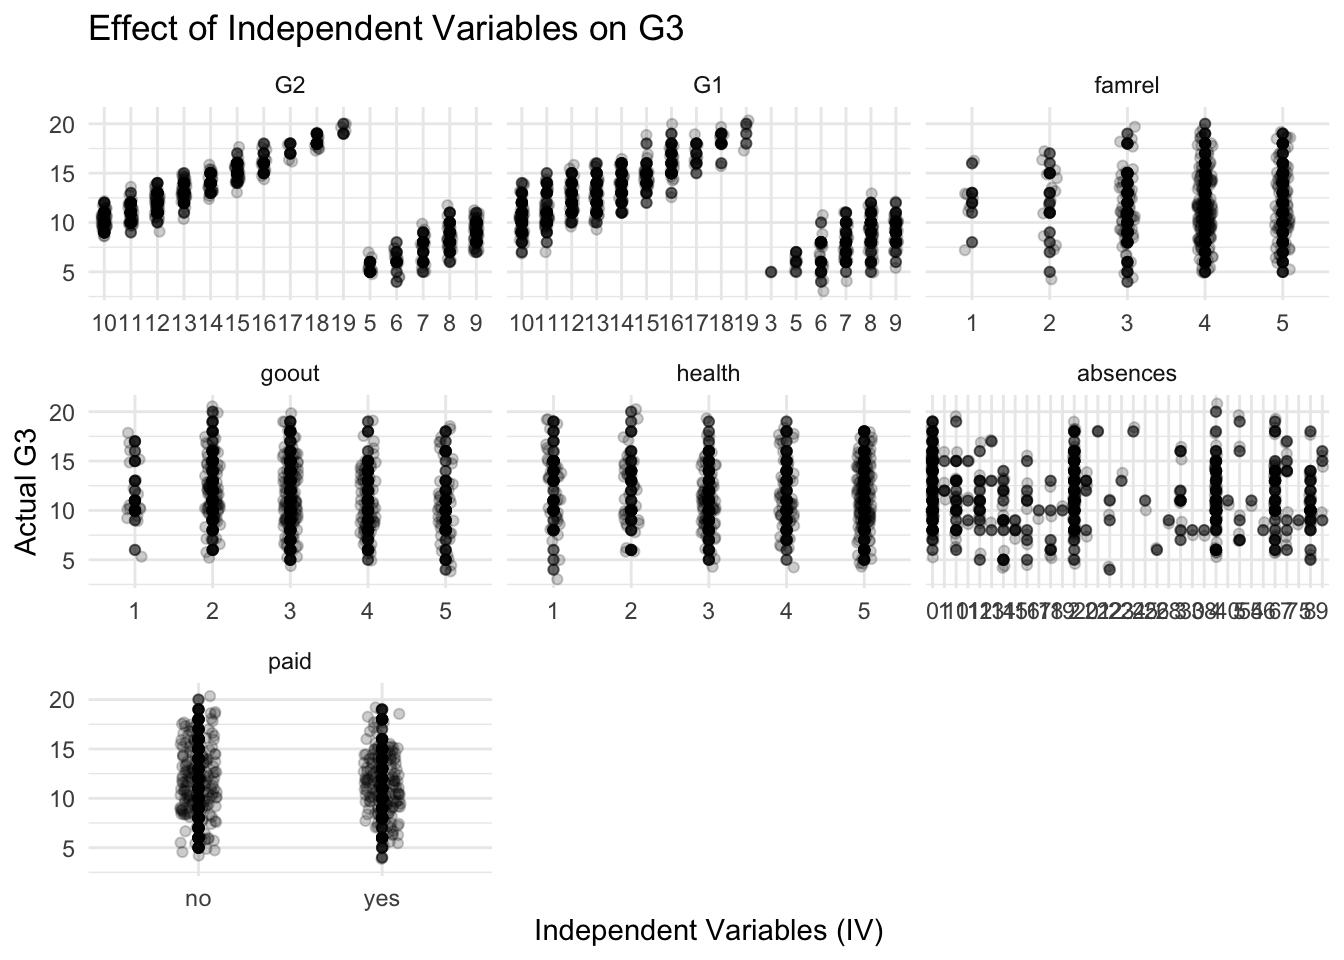 Effect of Independent Variables on G3
G2
G1
famrel
20
15
10
5
10 11 12 13 14 15 16 17 18 19 5 6 7 8 9
10 11 12 13 14 15 16 17 18 19 3 5 6 7 8 9
1 2 3 4 5
goout
health
absences
Actual G3
20
15
10
5
1 2 3 4 5
1 2 3 4 5
paid
20
15
10
5
no yes
Independent Variables (IV)